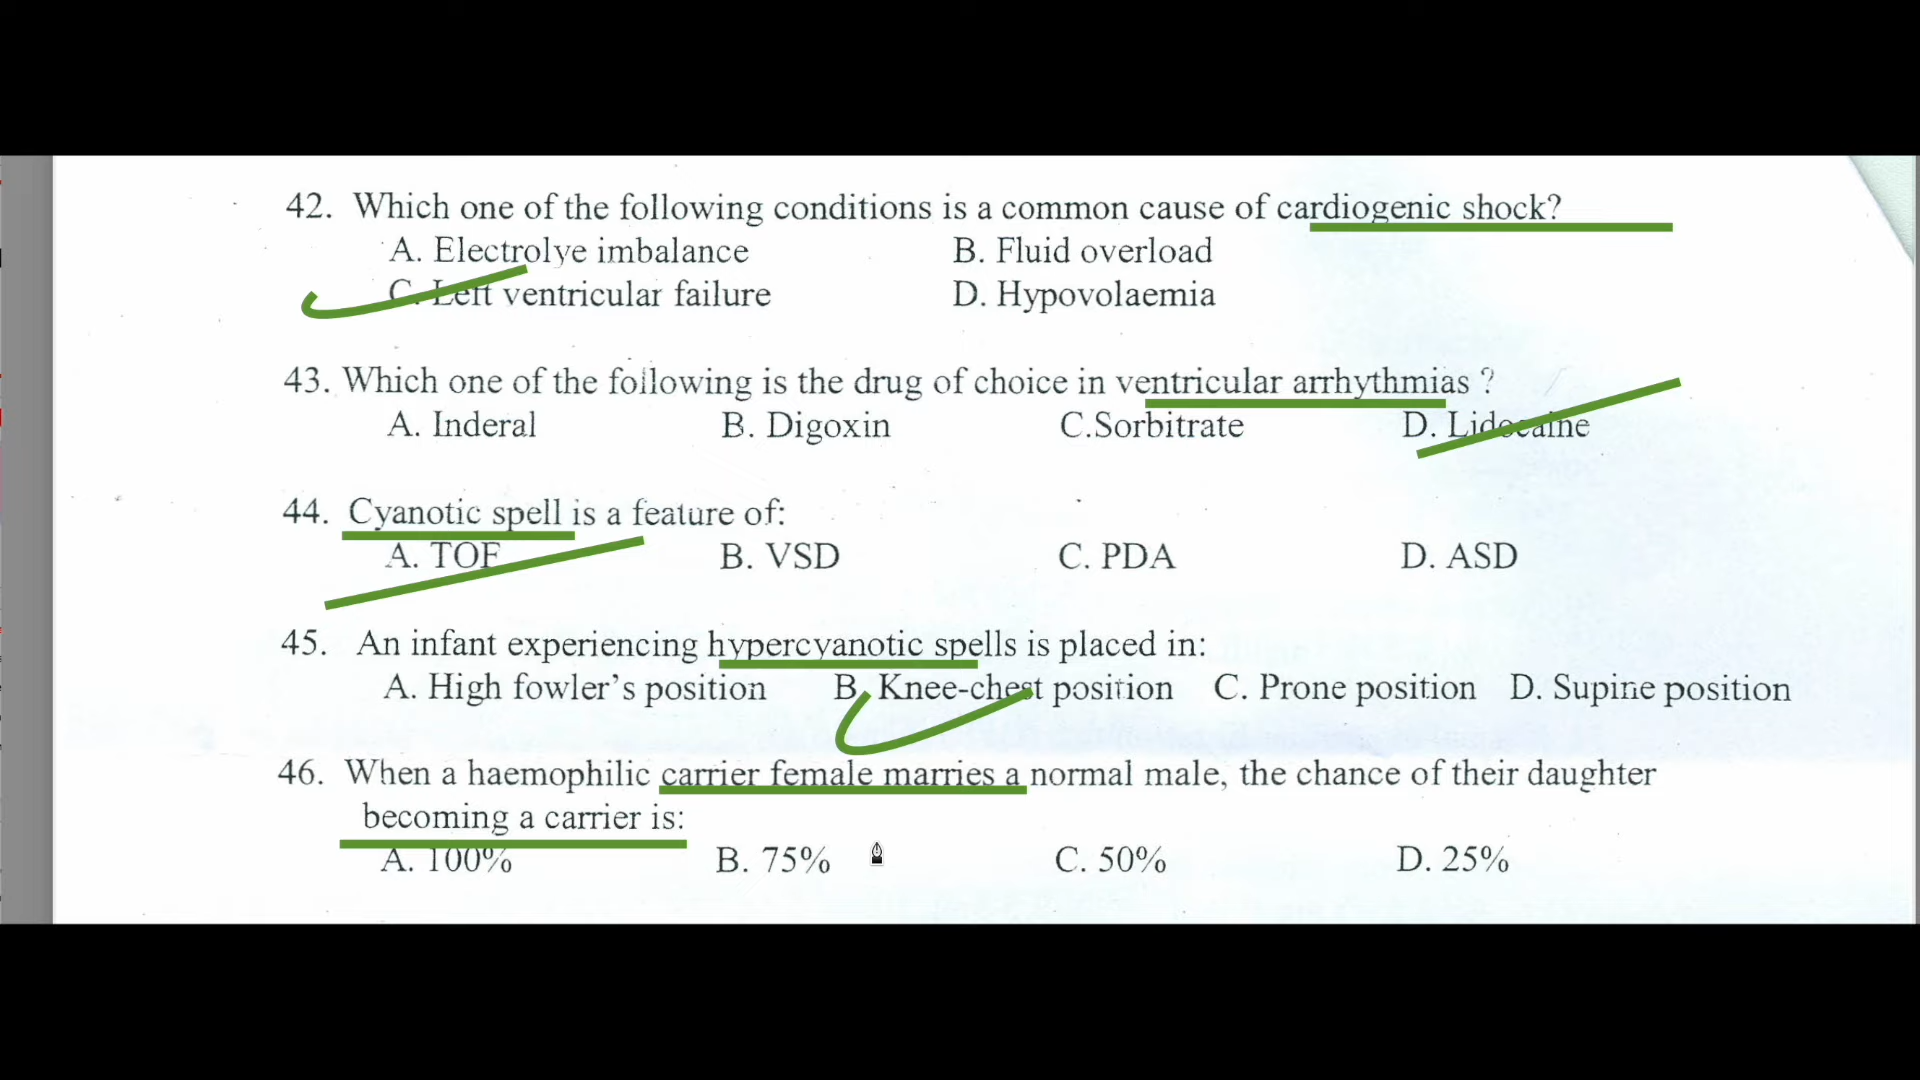 42. Which one of the following conditions is a common cause of cardiogenic shock?
A. Electrolye imbalance B. Fluid overload
C. Left ventricular failure D. Hypovolaemia
43. Which one of the following is the drug of choice in ventricular arrhythmias ?
A. Inderal B. Digoxin C.Sorbitrate D. Lidocaine
44. Cyanotic spell is a feature of:
A. TOF B. VSD C. PDA D. ASD
45. An infant experiencing hypercyanotic spells is placed in:
A. High fowler's position B. Knee-chest position C. Prone position D. Supine position
46. When a haemophilic carrier female marries a normal male, the chance of their daughter
becoming a carrier is:
A. 100% B. 75% C. 50% D. 25%